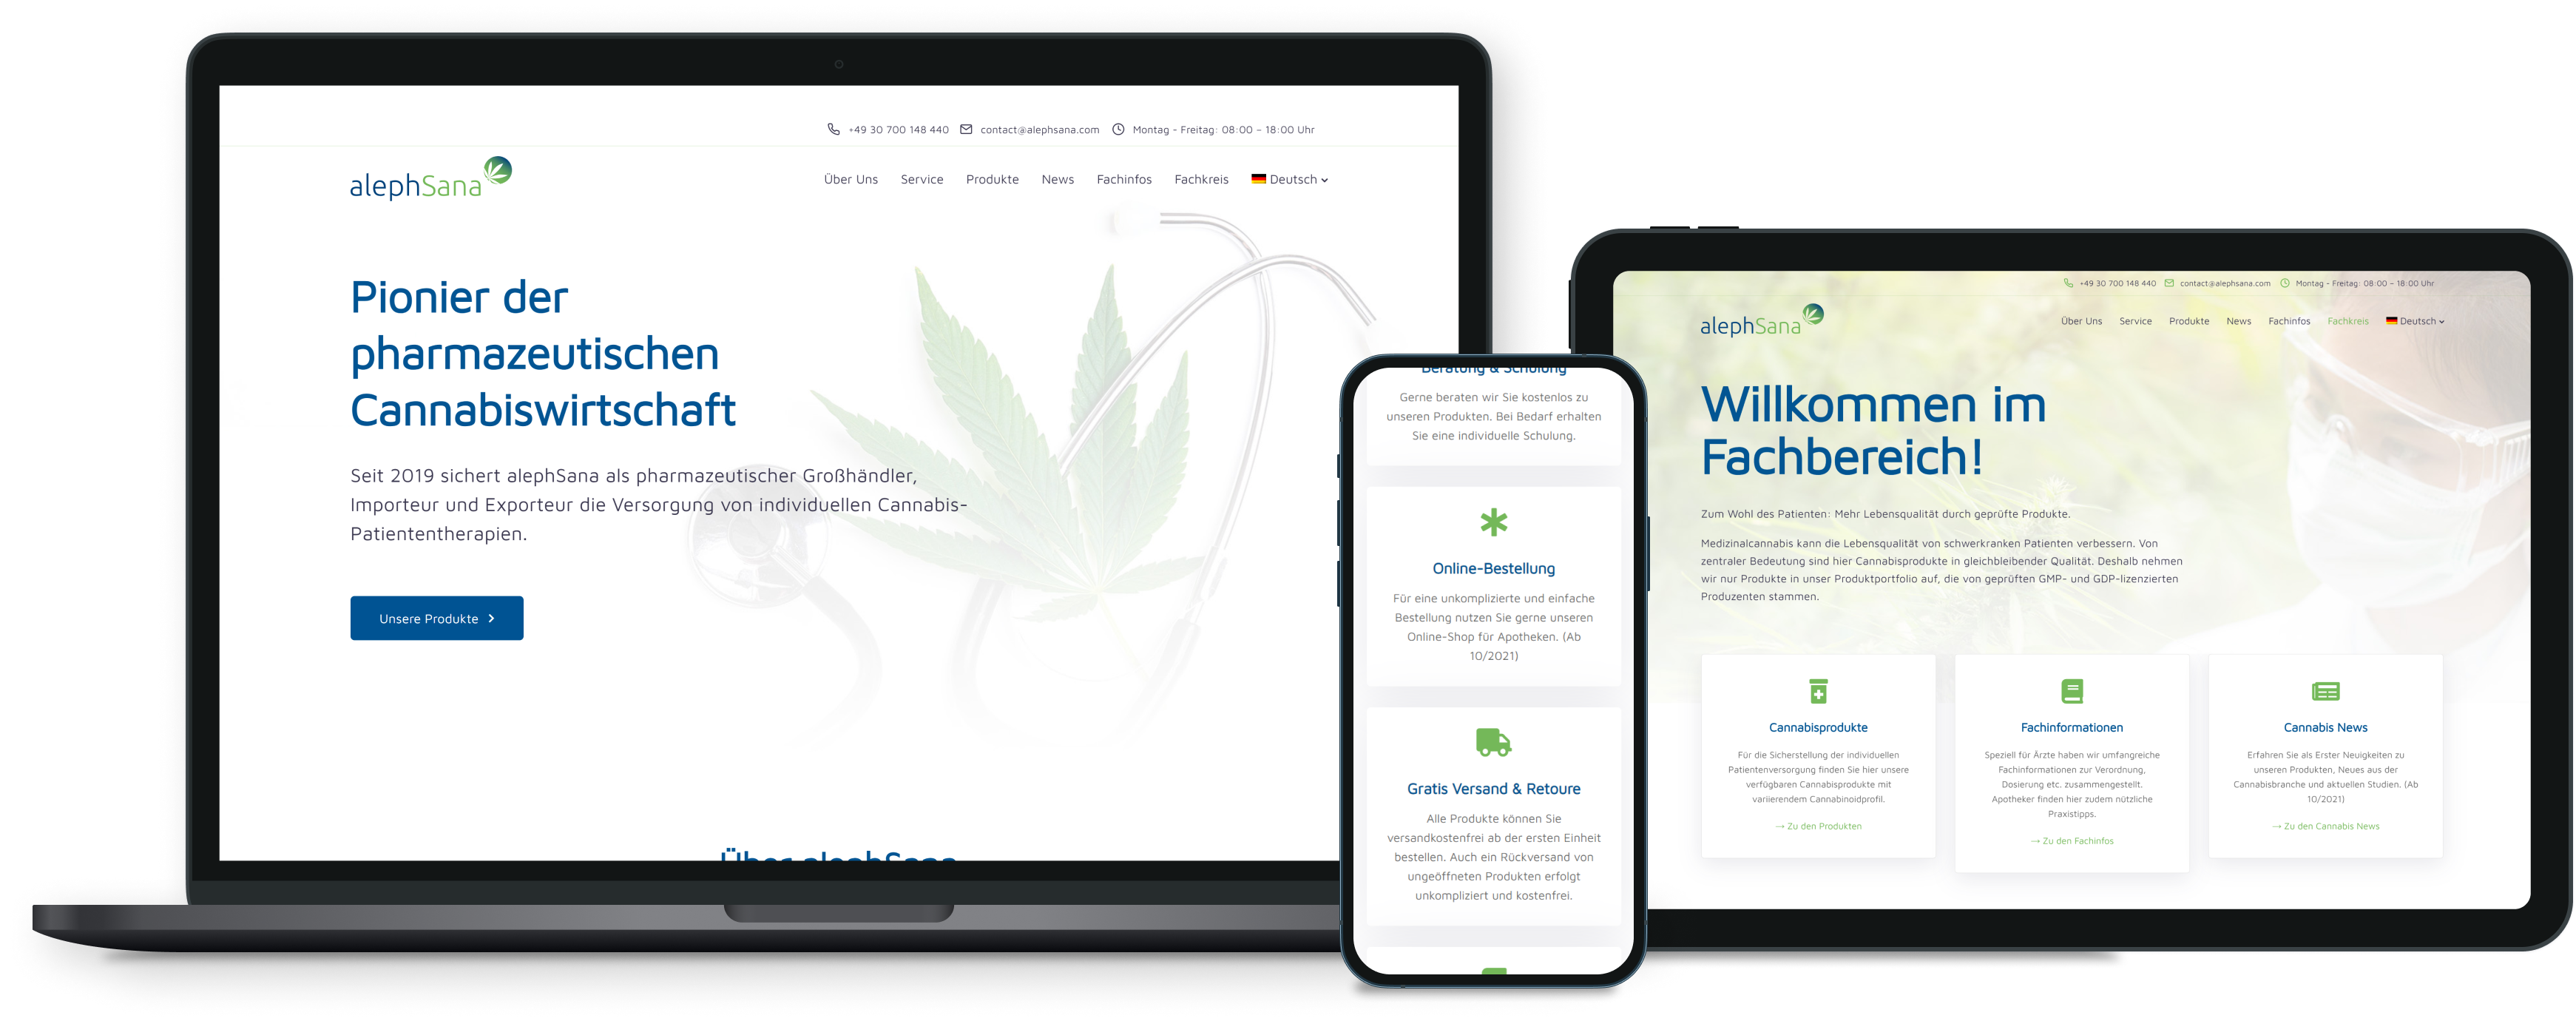 +49 30 700 148 440 contact@alephsana.com Montag - Freitag: 08:00 – 18:00 Uhr
alephSana
Über Uns Service Produkte News Fachinfos Fachkreis Deutsch
Pionier der
pharmazeutischen
Cannabiswirtschaft
Seit 2019 sichert alephSana als pharmazeutischer Großhändler,
Importeur und Exporteur die Versorgung von individuellen Cannabis-
Patiententherapien.
Unsere Produkte
Über alephSana
Beratung & Schulung
Gerne beraten wir Sie kostenlos zu
unseren Produkten. Bei Bedarf erhalten
Sie eine individuelle Schulung.
Online-Bestellung
Für eine unkomplizierte und einfache
Bestellung nutzen Sie gerne unseren
Online-Shop für Apotheken. (Ab
10/2021)
Gratis Versand & Retoure
Alle Produkte können Sie
versandkostenfrei ab der ersten Einheit
bestellen. Auch ein Rückversand von
ungeöffneten Produkten erfolgt
unkompliziert und kostenfrei.
+49 30 700 148 440 contact@alephsana.com Montag - Freitag: 08:00 – 18:00 Uhr
alephSana
Über Uns Service Produkte News Fachinfos Fachkreis Deutsch
Willkommen im
Fachbereich!
Zum Wohl des Patienten: Mehr Lebensqualität durch geprüfte Produkte.
Medizinalcannabis kann die Lebensqualität von schwerkranken Patienten verbessern. Von
zentraler Bedeutung sind hier Cannabisprodukte in gleichbleibender Qualität. Deshalb nehmen
wir nur Produkte in unser Produktportfolio auf, die von geprüften GMP- und GDP-lizenzierten
Produzenten stammen.
Cannabisprodukte
Für die Sicherstellung der individuellen
Patientenversorgung finden Sie hier unsere
verfügbaren Cannabisprodukte mit
variierendem Cannabinoidprofil.
→ Zu den Produkten
Fachinformationen
Speziell für Ärzte haben wir umfangreiche
Fachinformationen zur Verordnung,
Dosierung etc. zusammengestellt.
Apotheker finden hier zudem nützliche
Praxistipps.
→ Zu den Fachinfos
Cannabis News
Erfahren Sie als Erster Neuigkeiten zu
unseren Produkten, Neues aus der
Cannabisbranche und aktuellen Studien. (Ab
10/2021)
→ Zu den Cannabis News